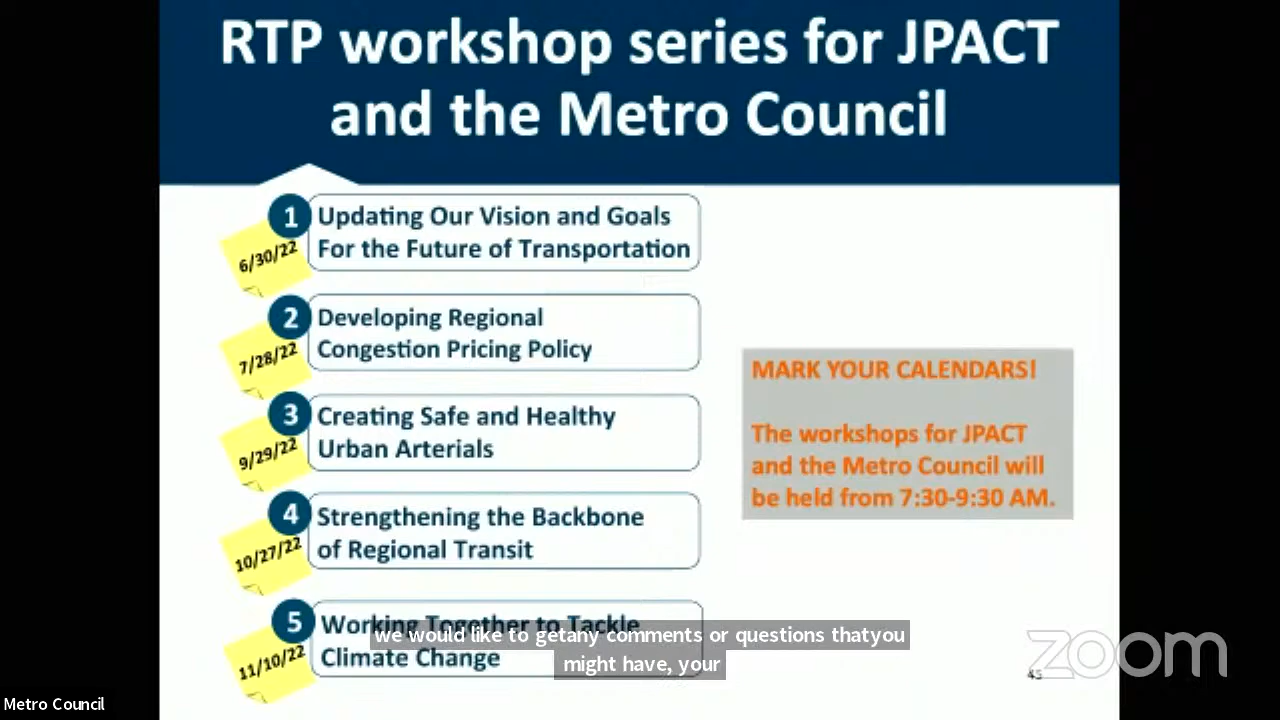 RTP workshop series for JPACT
and the Metro Council
1
Updating Our Vision and Goals
For the Future of Transportation
6/30/22
2
Developing Regional
Congestion Pricing Policy
7/28/22
3
Creating Safe and Healthy
Urban Arterials
9/29/22
4
Strengthening the Backbone
of Regional Transit
10/27/22
5
Working Together to Tackle
Climate Change
11/10/22
MARK YOUR CALENDARS!
The workshops for JPACT
and the Metro Council will
be held from 7:30-9:30 AM.
we would like to getany comments or questions thatyou
might have, your
zoom
45
Metro Council